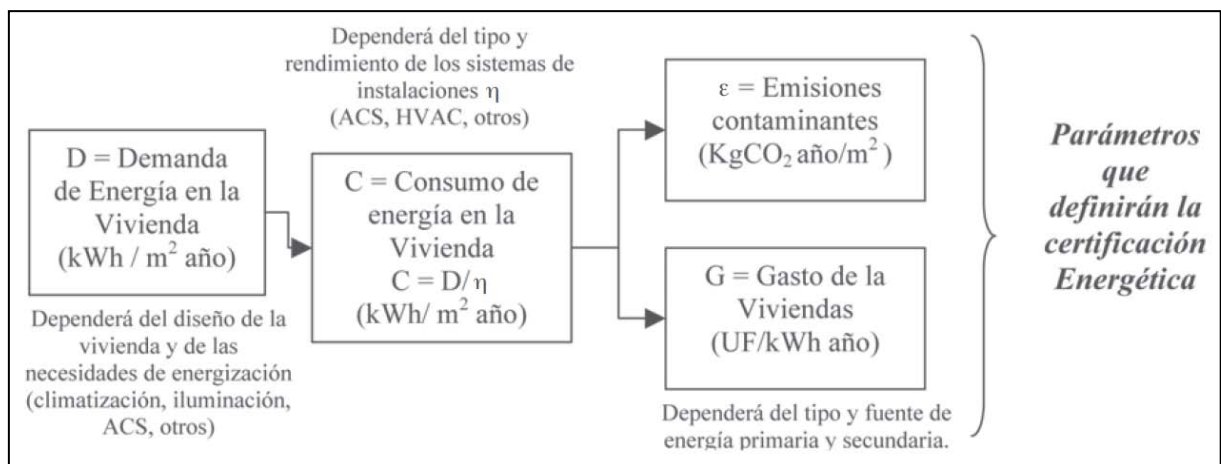 D = Demanda
de Energía en la
Vivienda
(kWh / m² año)
Dependerá del diseño de la
vivienda y de las
necesidades de energización
(climatización, iluminación,
ACS, otros)
Dependerá del tipo y
rendimiento de los sistemas de
instalaciones η
(ACS, HVAC, otros)
C = Consumo de
energía en la
Vivienda
C = D/η
(kWh/ m² año)
ε = Emisiones
contaminantes
(KgCO₂ año/m² )
G = Gasto de la
Viviendas
(UF/kWh año)
Dependerá del tipo y fuente de
energía primaria y secundaria.
Parámetros
que
definirán la
certificación
Energética